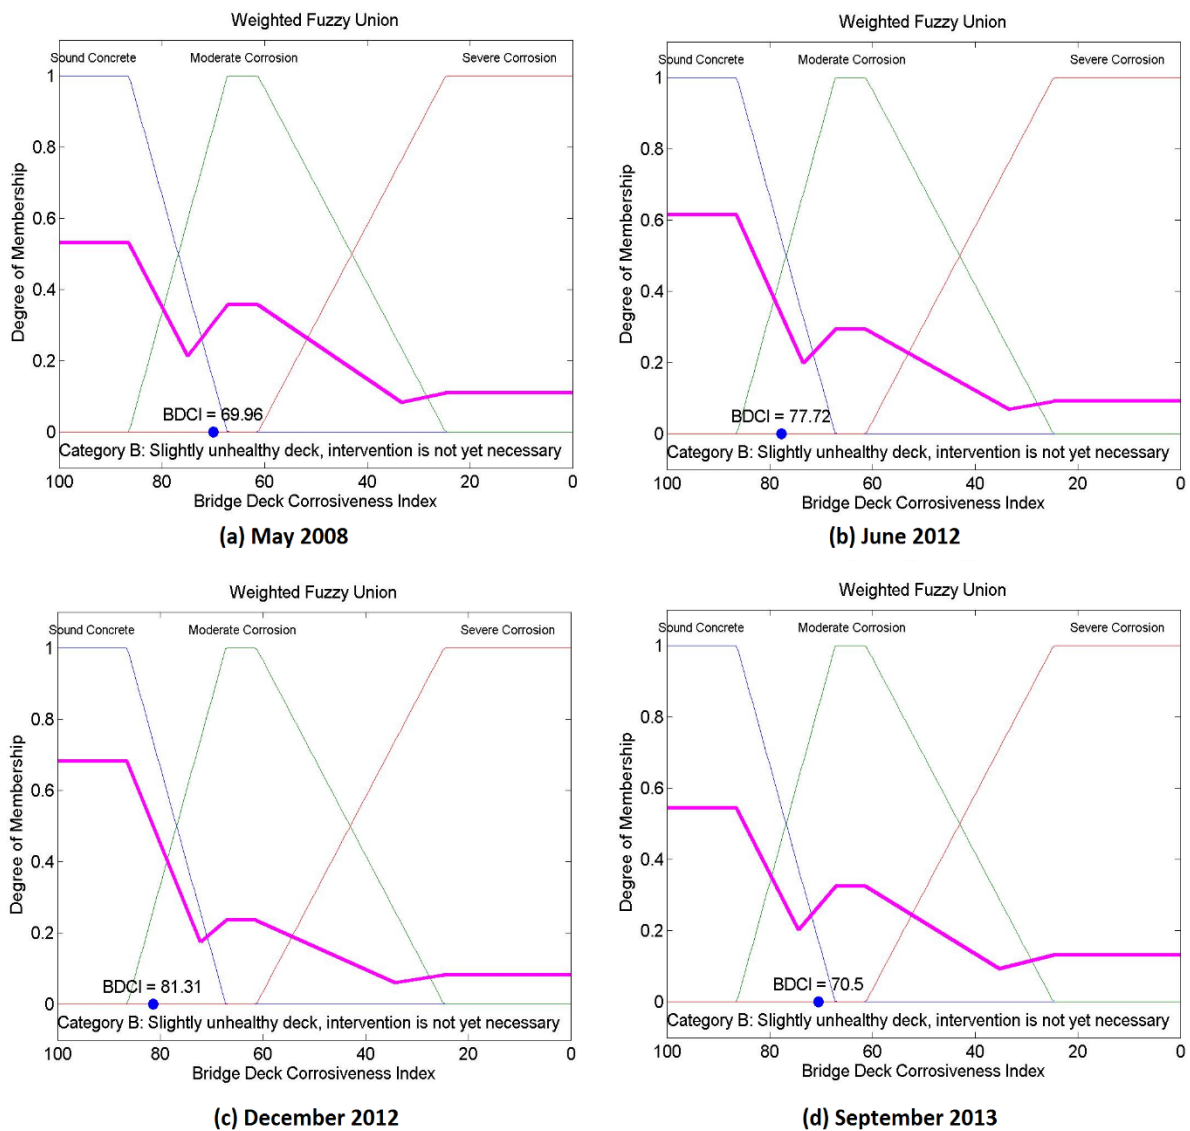 Weighted Fuzzy Union
Sound Concrete Moderate Corrosion Severe Corrosion
1
0.8
0.6
0.4
0.2
0
Degree of Membership
BDCI = 69.96
Category B: Slightly unhealthy deck, intervention is not yet necessary
100 80 60 40 20 0
Bridge Deck Corrosiveness Index
(a) May 2008
Weighted Fuzzy Union
Sound Concrete Moderate Corrosion Severe Corrosion
1
0.8
0.6
0.4
0.2
0
Degree of Membership
BDCI = 77.72
Category B: Slightly unhealthy deck, intervention is not yet necessary
100 80 60 40 20 0
Bridge Deck Corrosiveness Index
(b) June 2012
Weighted Fuzzy Union
Sound Concrete Moderate Corrosion Severe Corrosion
1
0.8
0.6
0.4
0.2
0
Degree of Membership
BDCI = 81.31
Category B: Slightly unhealthy deck, intervention is not yet necessary
100 80 60 40 20 0
Bridge Deck Corrosiveness Index
(c) December 2012
Weighted Fuzzy Union
Sound Concrete Moderate Corrosion Severe Corrosion
1
0.8
0.6
0.4
0.2
0
Degree of Membership
BDCI = 70.5
Category B: Slightly unhealthy deck, intervention is not yet necessary
100 80 60 40 20 0
Bridge Deck Corrosiveness Index
(d) September 2013